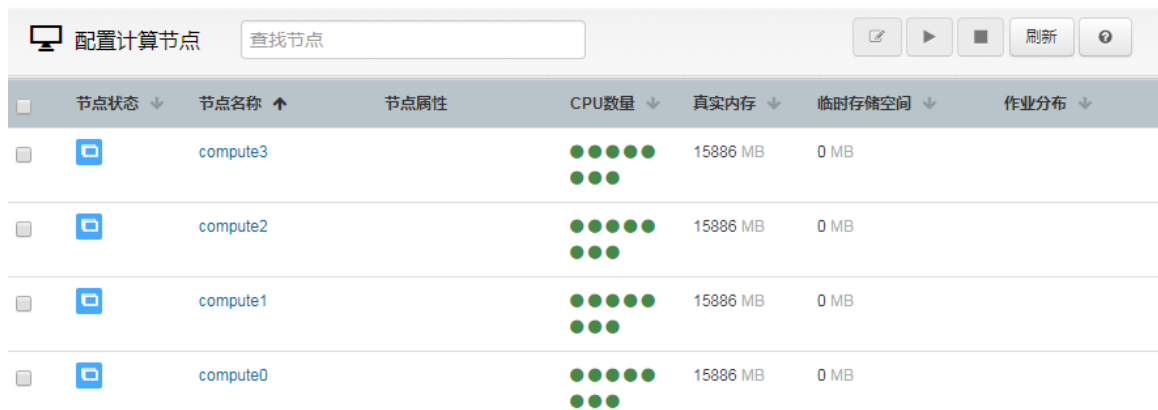 配置计算节点 查找节点 刷新
节点状态 节点名称 节点属性 CPU数量 真实内存 临时存储空间 作业分布
compute3 15886 MB 0 MB
compute2 15886 MB 0 MB
compute1 15886 MB 0 MB
compute0 15886 MB 0 MB